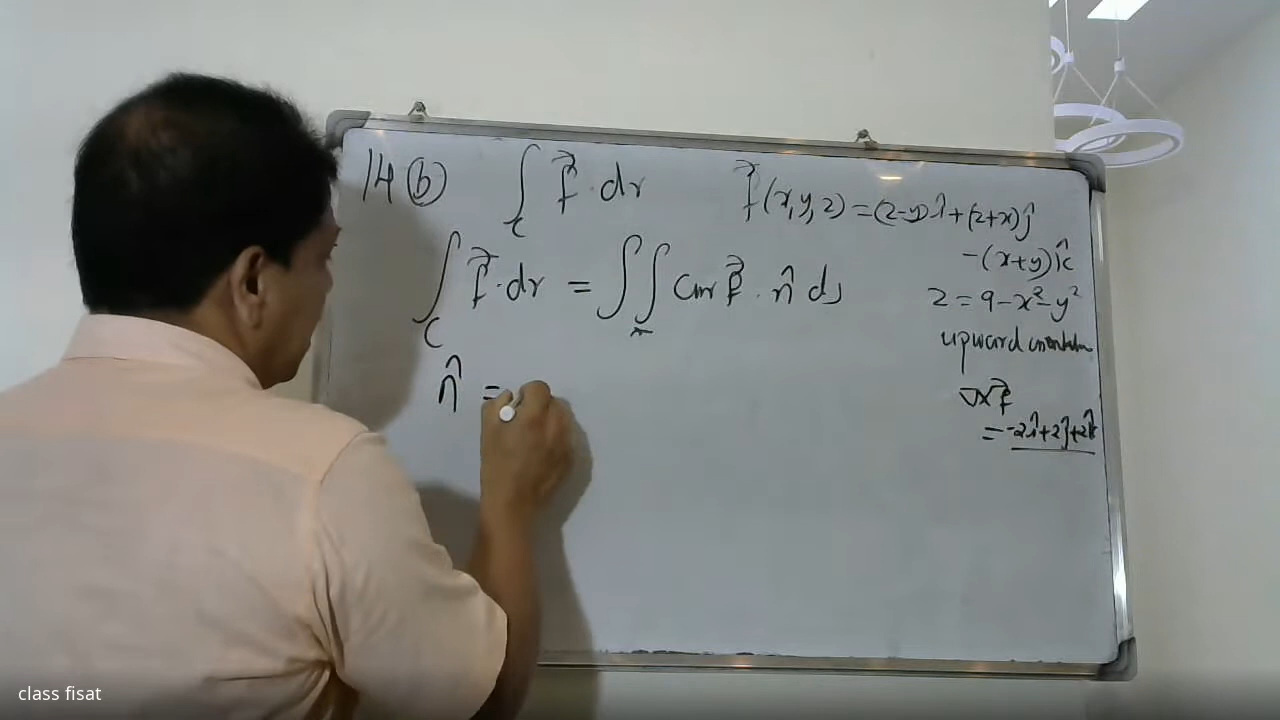 14 (b) ∫_C f⃗ · dr f⃗(x,y,z) = (z-y)î + (z+x)ĵ
-(x+y)k̂
∫_C f⃗ · dr = ∫∫ Curl f⃗ · n̂ ds
z = 9 - x² - y²
upward
n̂ =
∇×f⃗
= -2î+2ĵ+2k̂
class fisat